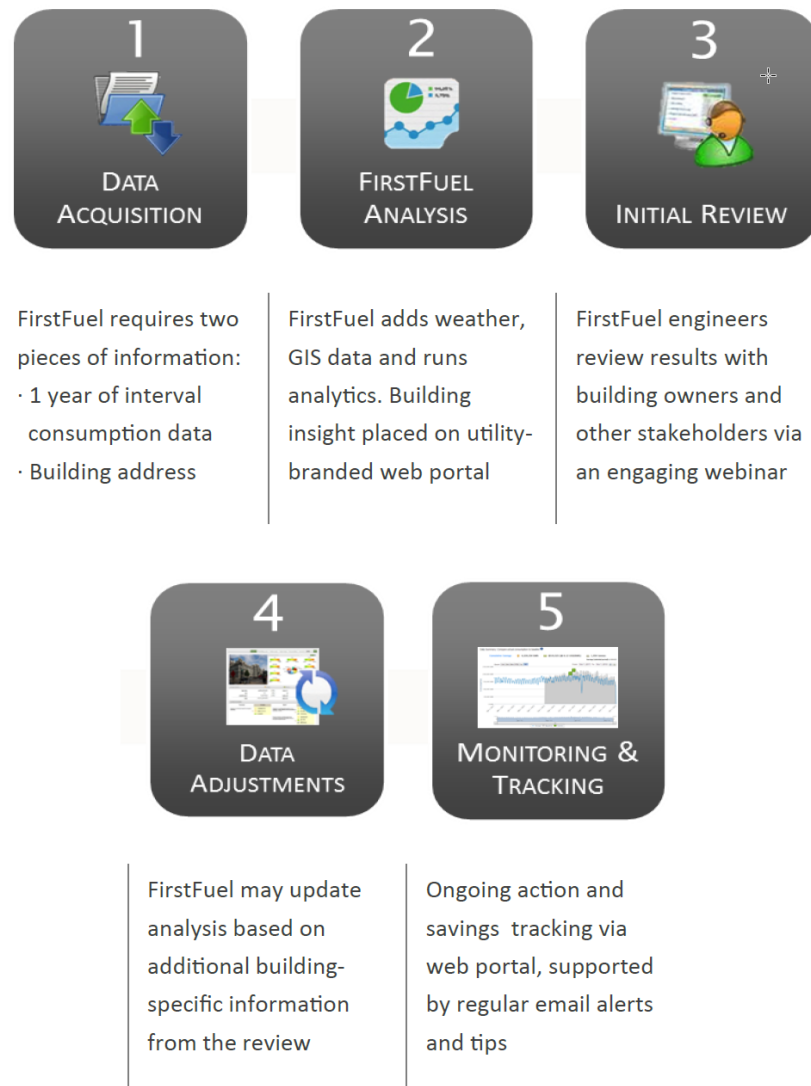 1
DATA
ACQUISITION
2
FIRSTFUEL
ANALYSIS
3
INITIAL REVIEW
FirstFuel requires two
pieces of information:
· 1 year of interval
consumption data
· Building address
FirstFuel adds weather,
GIS data and runs
analytics. Building
insight placed on utility-
branded web portal
FirstFuel engineers
review results with
building owners and
other stakeholders via
an engaging webinar
4
DATA
ADJUSTMENTS
5
MONITORING &
TRACKING
FirstFuel may update
analysis based on
additional building-
specific information
from the review
Ongoing action and
savings  tracking via
web portal, supported
by regular email alerts
and tips